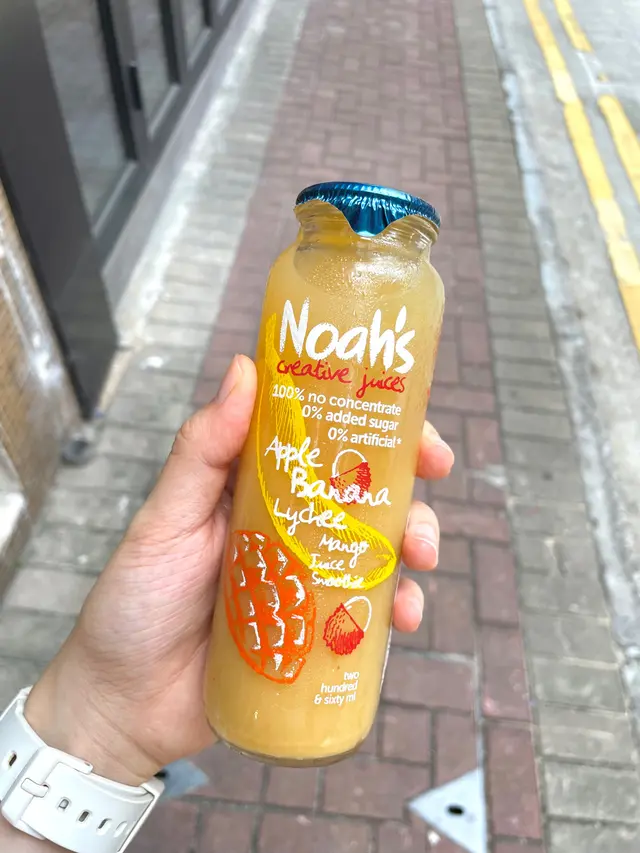 Noah's
creative juices
100% no concentrate
0% added sugar
0% artificial*
Apple
Banana
Lychee
Mango
Juice
Smoothie
two
hundred
& sixty ml